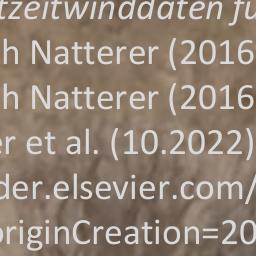 tzeitwinddaten fü
h Natterer (2016
h Natterer (2016
er et al. (10.2022)
der.elsevier.com/
originCreation=20